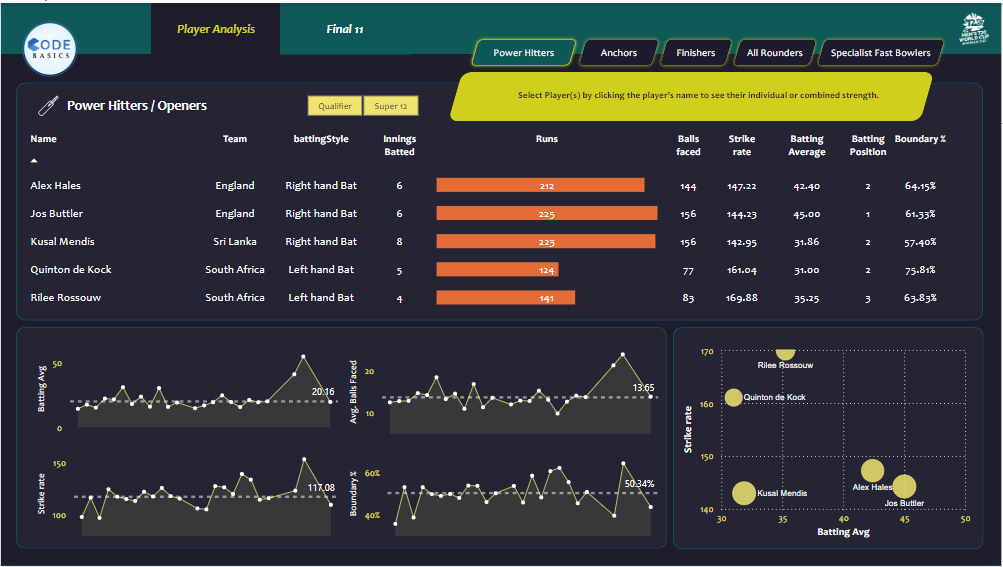 CODE
BASICS
Player Analysis
Final 11
MEN'S T20
WORLD CUP
Power Hitters
Anchors
Finishers
All Rounders
Specialist Fast Bowlers
Power Hitters / Openers
Qualifier
Super 12
Select Player(s) by clicking the player's name to see their individual or combined strength.
Name Team battingStyle Innings Batted Runs Balls faced Strike rate Batting Average Batting Position Boundary %
Alex Hales England Right hand Bat 6 212 144 147.22 42.40 2 64.15%
Jos Buttler England Right hand Bat 6 225 156 144.23 45.00 1 61.33%
Kusal Mendis Sri Lanka Right hand Bat 8 223 156 142.95 31.86 2 57.40%
Quinton de Kock South Africa Left hand Bat 5 124 77 161.04 31.00 2 75.81%
Rilee Rossouw South Africa Left hand Bat 4 141 83 169.88 35.25 3 63.83%
Batting Avg
50
0
20.16
Avg. Balls Faced
20
10
13.65
Strike rate
150
100
117.08
Boundary %
60%
40%
50.34%
Strike rate
170
160
150
140
Rilee Rossouw
Quinton de Kock
Kusal Mendis
Alex Hales
Jos Buttler
30 35 40 45 50
Batting Avg